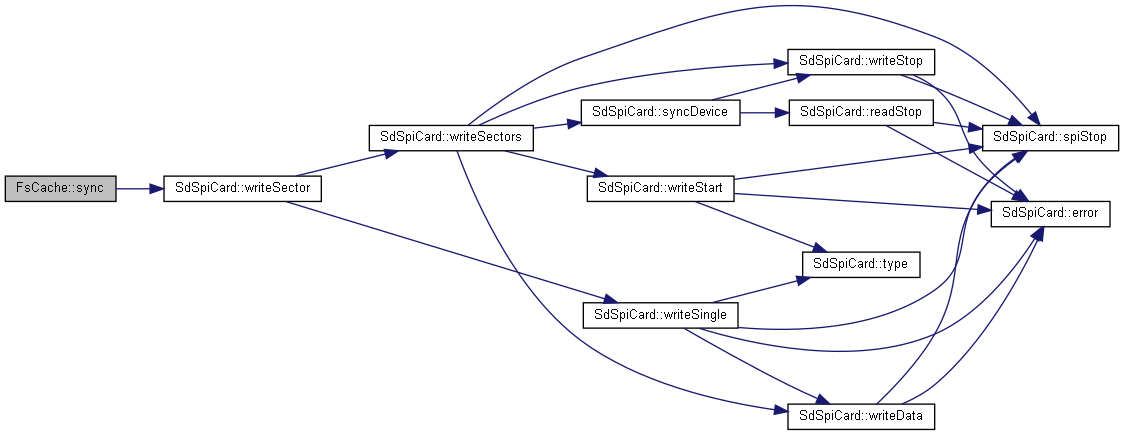 FsCache::sync
SdSpiCard::writeSector
SdSpiCard::writeSectors
SdSpiCard::writeStop
SdSpiCard::syncDevice
SdSpiCard::readStop
SdSpiCard::spiStop
SdSpiCard::writeStart
SdSpiCard::error
SdSpiCard::type
SdSpiCard::writeSingle
SdSpiCard::writeData